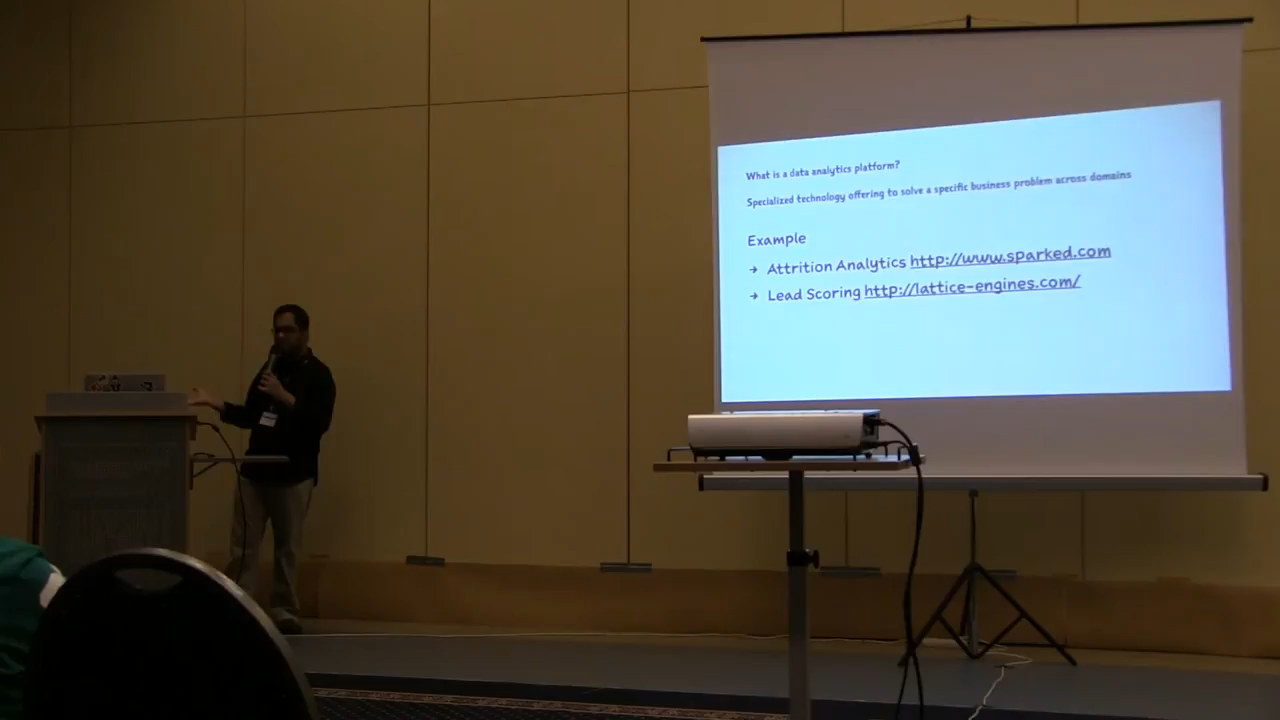 What is a data analytics platform?
Specialized technology offering to solve a specific business problem across domains
Example
→ Attrition Analytics http://www.sparked.com
→ Lead Scoring http://lattice-engines.com/